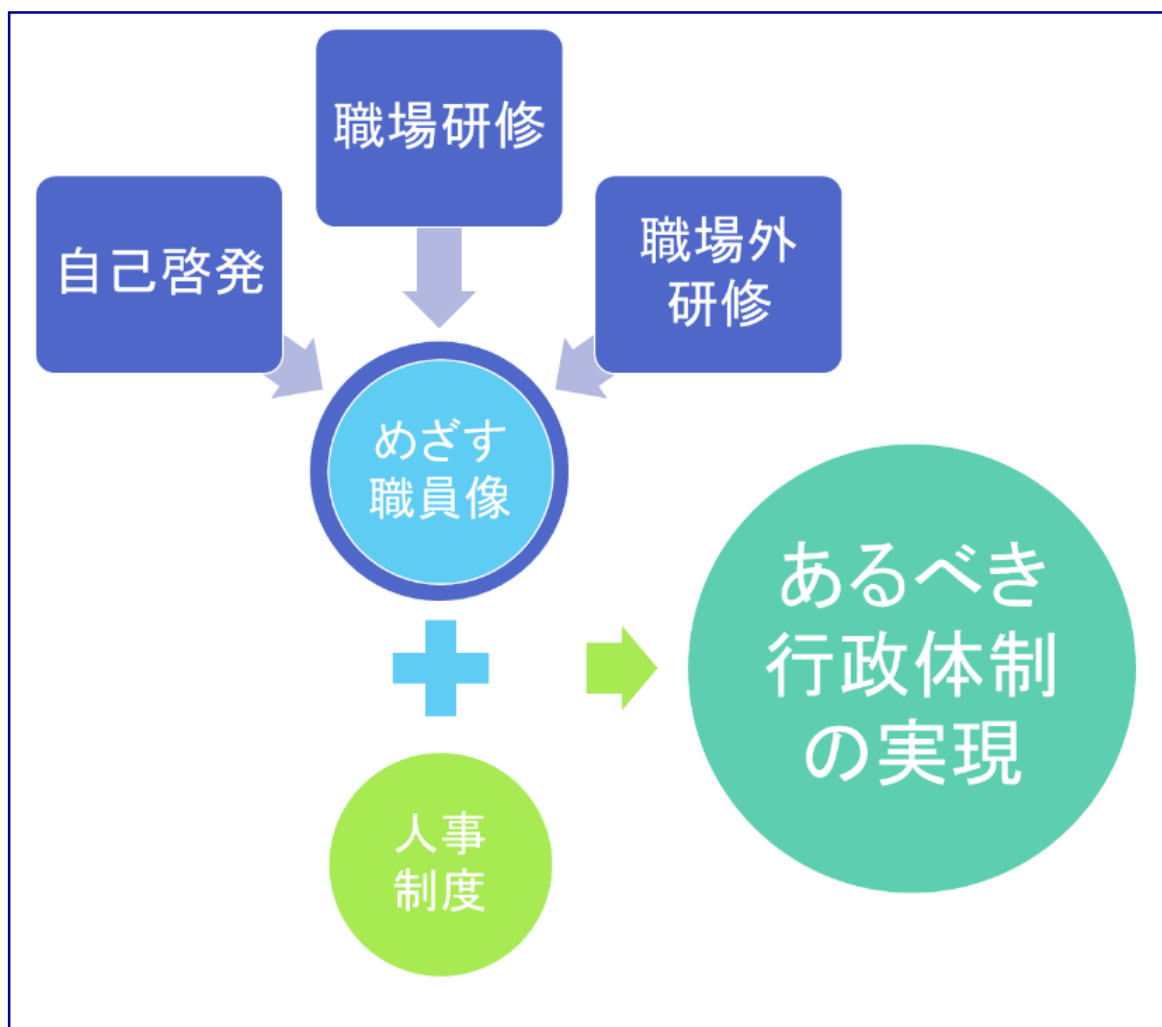 職場研修
自己啓発
職場外
研修
めざす
職員像
あるべき
行政体制
の実現
人事
制度